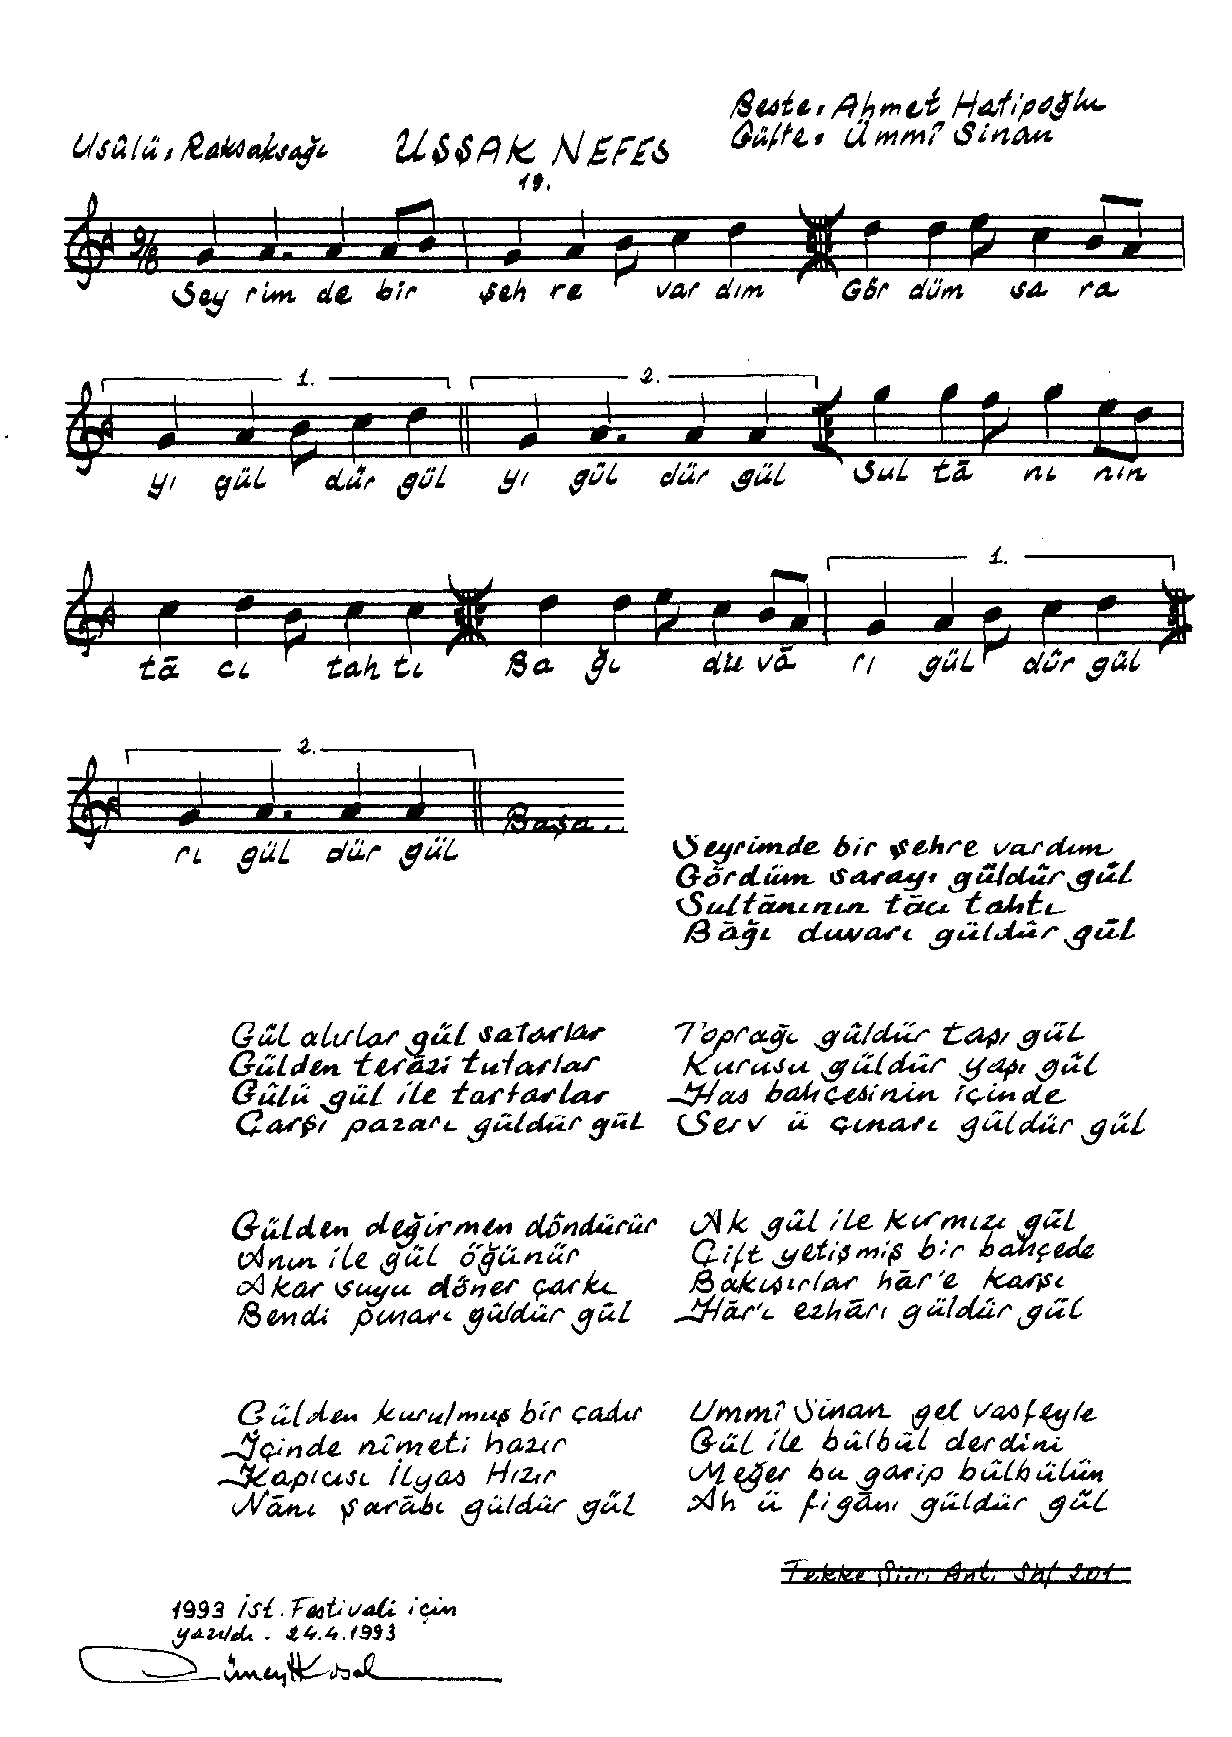 Beste: Ahmet Hatipoğlu
Usûlü: Raksaksağı UŞŞAK NEFES Güfte: Ümmî Sinan
19.
9/8
Sey rim de bir şeh re var dım Gör düm sa ra
1. 2.
yı gül dür gül yı gül dür gül Sul tā nı nın
1.
tā cı tah tı Ba ğı du vā rı gül dür gül
2.
Başa..
rı gül dür gül
Seyrimde bir şehre vardım
Gördüm sarayı güldür gül
Sultānının tācı tahtı
Bāğı duvarı güldür gül
Gül alırlar gül satarlar
Gülden terāzi tutarlar
Gülü gül ile tartarlar
Çarşı pazarı güldür gül
Toprağı güldür taşı gül
Kurusu güldür yaşı gül
Has bahçesinin içinde
Serv ü çınarı güldür gül
Gülden değirmen döndürür
Anın ile gül öğünür
Akar suyu döner çarkı
Bendi pınarı güldür gül
Ak gül ile kırmızı gül
Çift yetişmiş bir bahçede
Bakışırlar hār'e karşı
Hār'ı ezhārı güldür gül
Gülden kurulmuş bir çadır
İçinde nîmeti hazır
Kapıcısı İlyas Hızır
Nānı şarābı güldür gül
Ummî Sinan gel vasfeyle
Gül ile bülbül derdini
Meğer bu garip bülbülün
Ah ü figānı güldür gül
Tekke Şiir. Ant. Shf 201
1993 İst. Festivali için
yazıldı. 24.4.1993